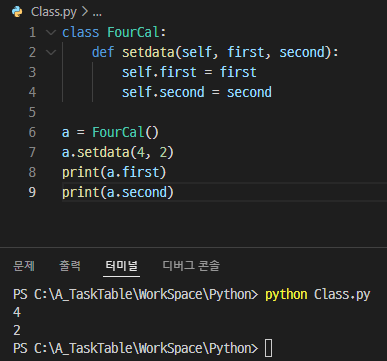 Class.py > ...
1 class FourCal:
2     def setdata(self, first, second):
3         self.first = first
4         self.second = second
5
6 a = FourCal()
7 a.setdata(4, 2)
8 print(a.first)
9 print(a.second)
문제 출력 터미널 디버그 콘솔
PS C:\A_TaskTable\WorkSpace\Python> python Class.py
4
2
PS C:\A_TaskTable\WorkSpace\Python>